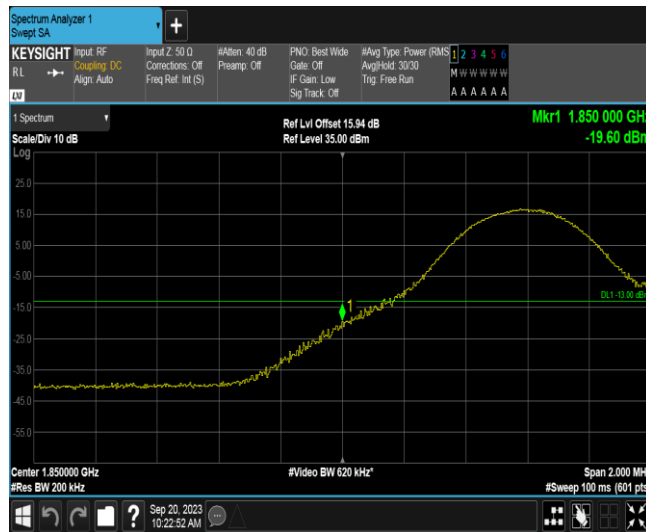 Spectrum Analyzer 1
Swept SA
+
KEYSIGHT
RL
LXI
Input: RF
Coupling: DC
Align: Auto
Input Z: 50 Ω
Corrections: Off
Freq Ref: Int (S)
#Atten: 40 dB
Preamp: Off
PNO: Best Wide
Gate: Off
IF Gain: Low
Sig Track: Off
#Avg Type: Power (RMS
Avg|Hold: 30/30
Trig: Free Run
1 2 3 4 5 6
M W W W W W
A A A A A A
1 Spectrum
Scale/Div 10 dB
Log
Ref Lvl Offset 15.94 dB
Ref Level 35.00 dBm
Mkr1 1.850 000 GHz
-19.60 dBm
25.0
15.0
5.00
-5.00
DL1 -13.00 dBm
-15.0
1
-25.0
-35.0
-45.0
-55.0
Center 1.850000 GHz
#Res BW 200 kHz
#Video BW 620 kHz*
Span 2.000 MHz
#Sweep 100 ms (601 pts)
?
Sep 20, 2023
10:22:52 AM